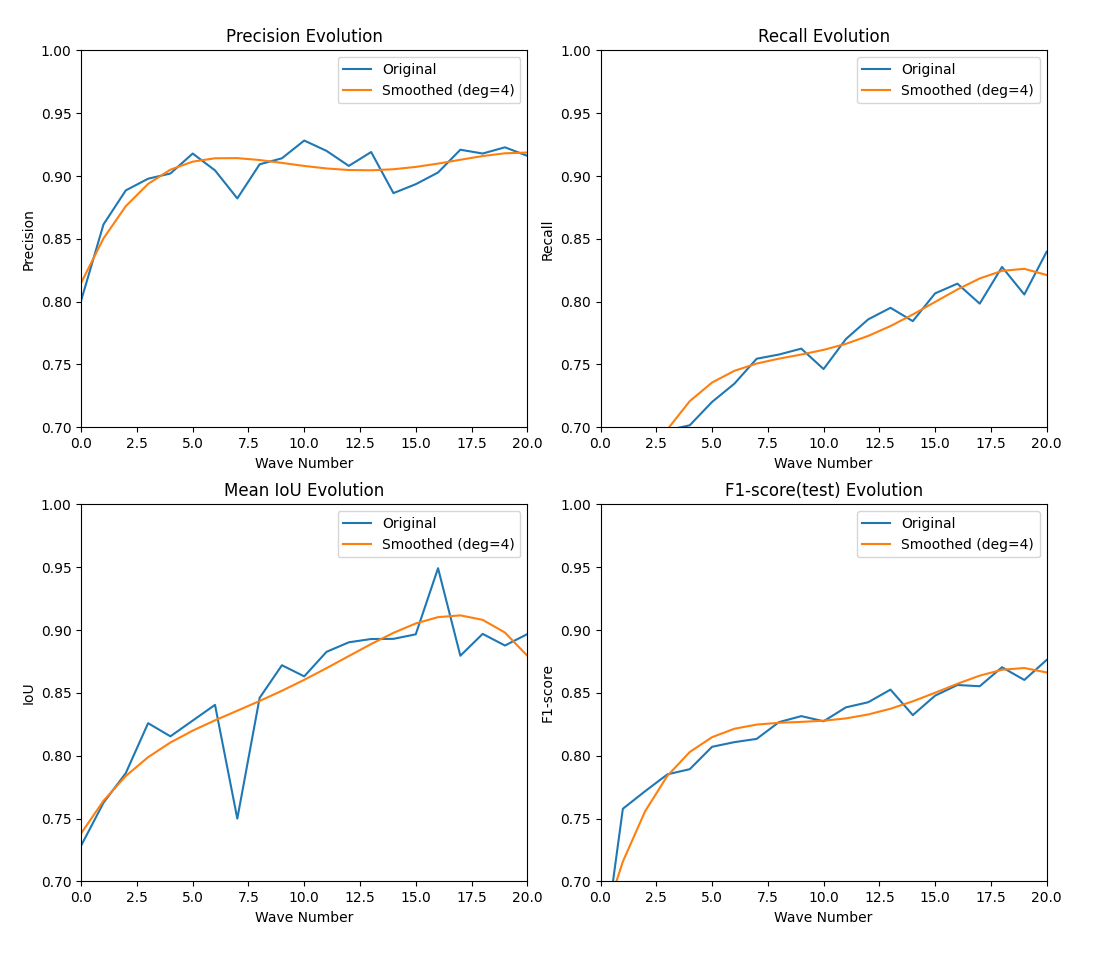 Precision Evolution
Original
Smoothed (deg=4)
1.00
0.95
0.90
0.85
0.80
0.75
0.70
Precision
0.0 2.5 5.0 7.5 10.0 12.5 15.0 17.5 20.0
Wave Number
Recall Evolution
Original
Smoothed (deg=4)
1.00
0.95
0.90
0.85
0.80
0.75
0.70
Recall
0.0 2.5 5.0 7.5 10.0 12.5 15.0 17.5 20.0
Wave Number
Mean IoU Evolution
Original
Smoothed (deg=4)
1.00
0.95
0.90
0.85
0.80
0.75
0.70
IoU
0.0 2.5 5.0 7.5 10.0 12.5 15.0 17.5 20.0
Wave Number
F1-score(test) Evolution
Original
Smoothed (deg=4)
1.00
0.95
0.90
0.85
0.80
0.75
0.70
F1-score
0.0 2.5 5.0 7.5 10.0 12.5 15.0 17.5 20.0
Wave Number